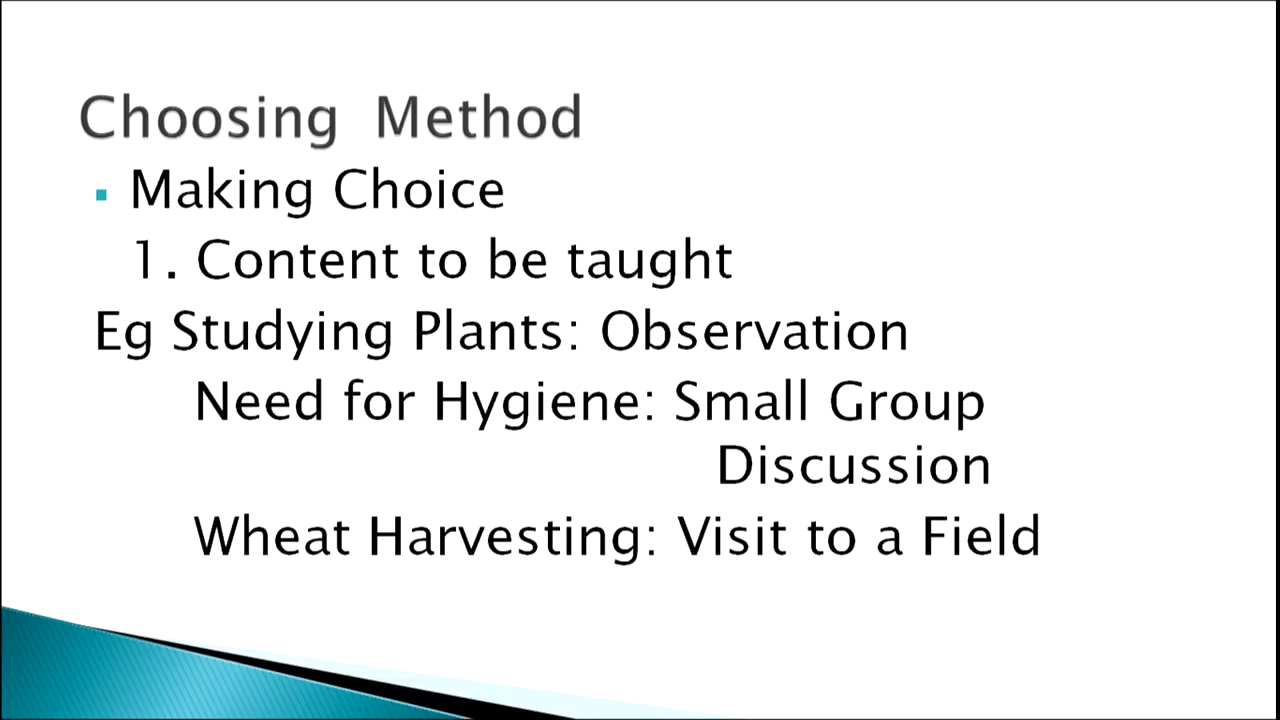 Choosing Method
▪ Making Choice
1. Content to be taught
Eg Studying Plants: Observation
Need for Hygiene: Small Group
Discussion
Wheat Harvesting: Visit to a Field